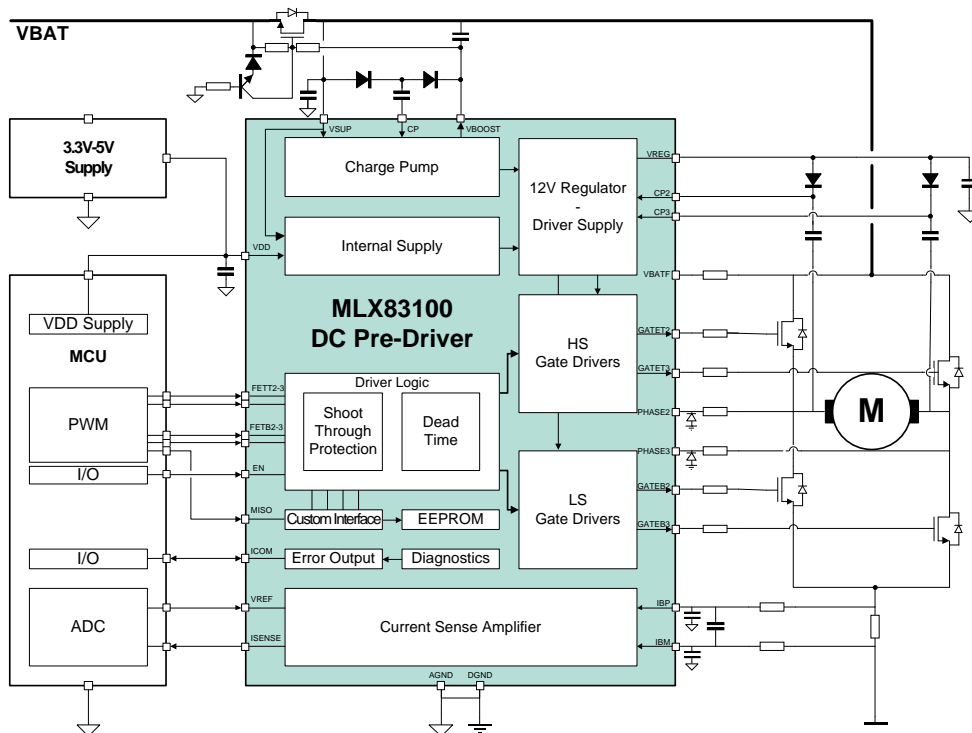 VBAT
3.3V-5V
Supply
VSUP
CP
VBOOST
Charge Pump
12V Regulator
-
Driver Supply
VREG
CP2
CP3
Internal Supply
VDD
VBATF
MLX83100
DC Pre-Driver
VDD Supply
MCU
HS
Gate Drivers
GATET2
GATET3
PHASE2
M
Driver Logic
Shoot
Through
Protection
Dead
Time
FETT2-3
FETB2-3
PWM
EN
I/O
PHASE3
LS
Gate Drivers
GATEB2
GATEB3
MISO
Custom Interface
EEPROM
I/O
ICOM
Error Output
Diagnostics
ADC
VREF
ISENSE
Current Sense Amplifier
IBP
IBM
AGND
DGND